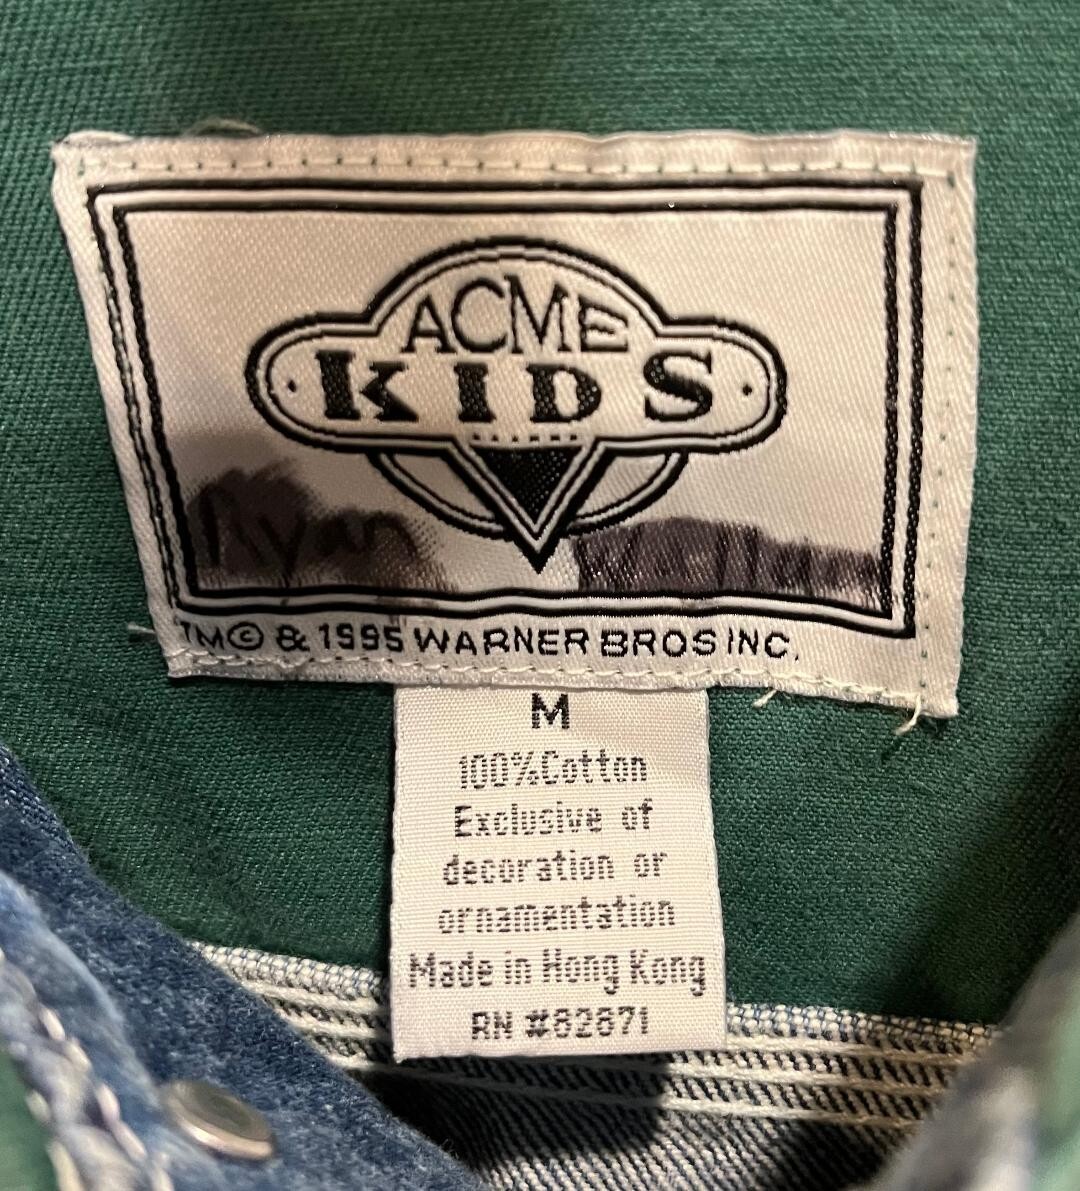 ACME
KIDS
Ryan
TM© & 1995 WARNER BROS INC.
M
100%Cotton
Exclusive of
decoration or
ornamentation
Made in Hong Kong
RN #82871